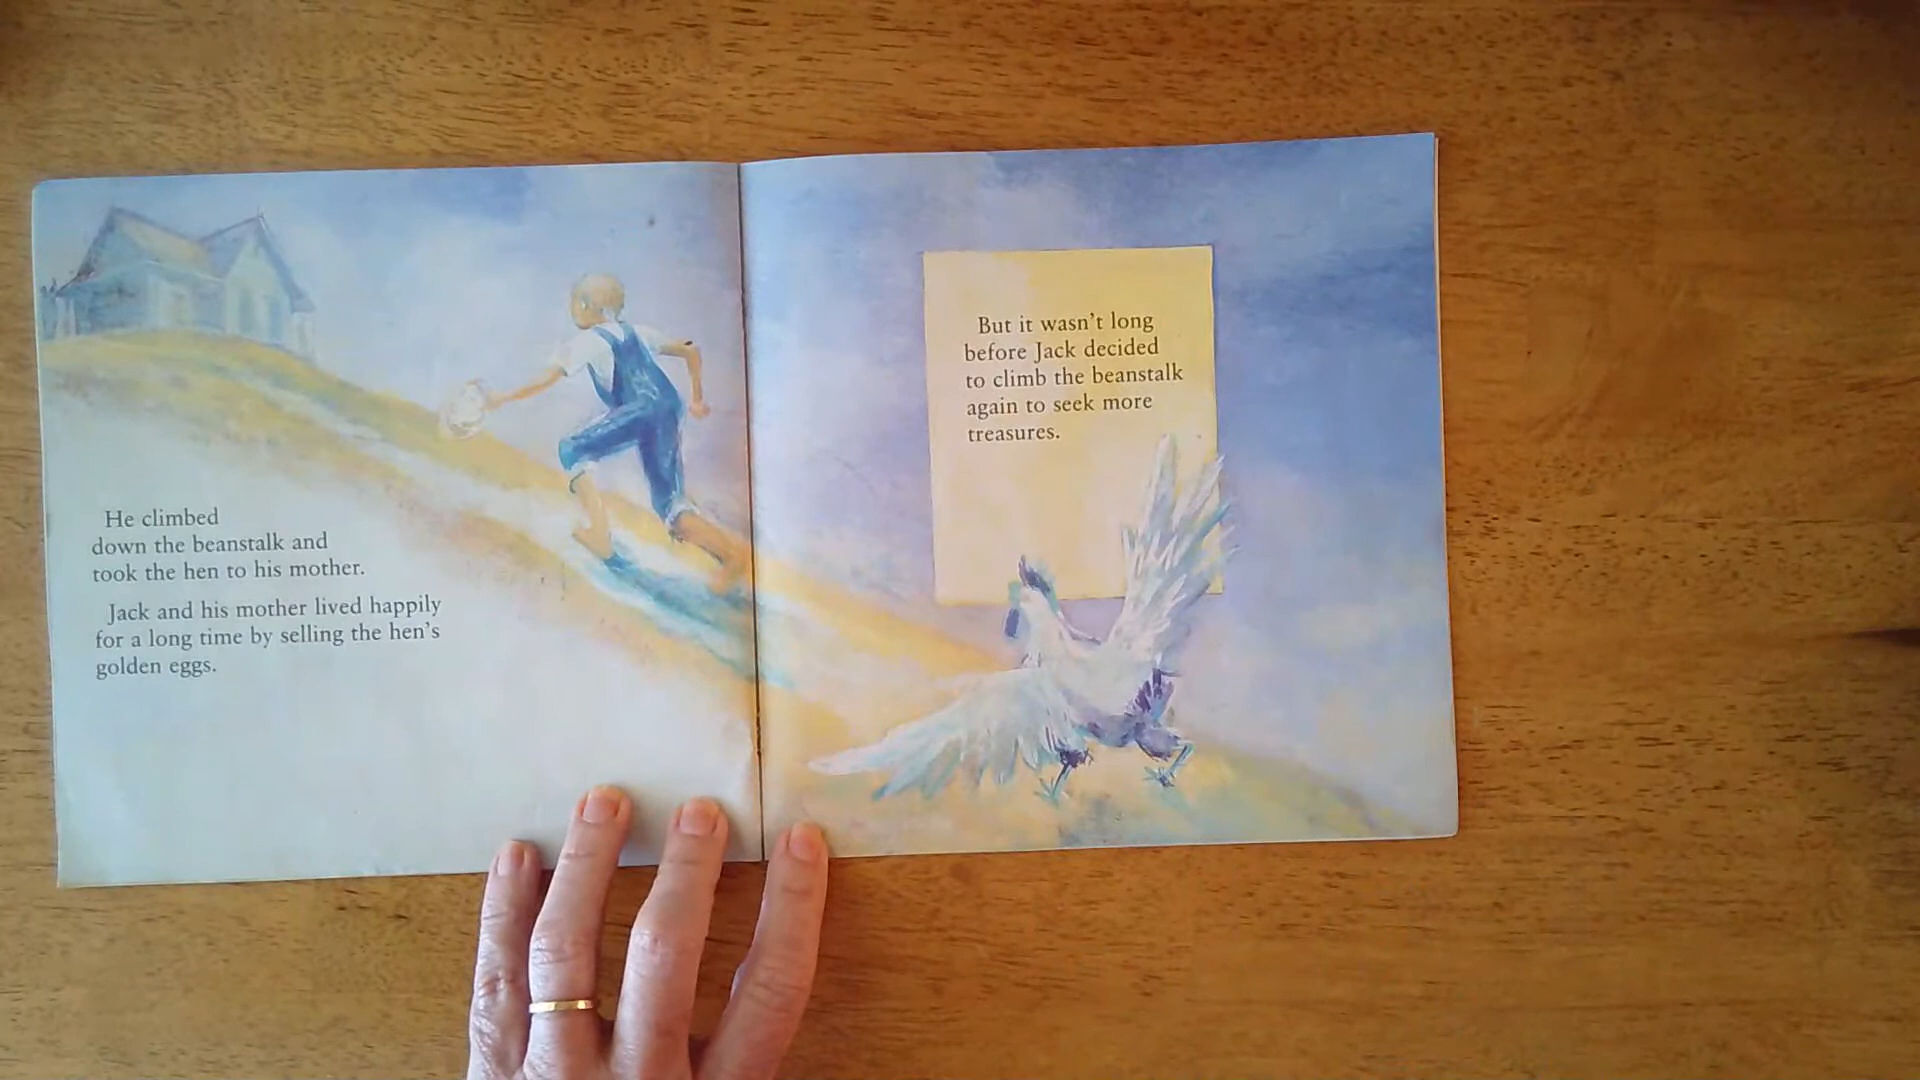 He climbed
down the beanstalk and
took the hen to his mother.
Jack and his mother lived happily
for a long time by selling the hen's
golden eggs.
But it wasn't long
before Jack decided
to climb the beanstalk
again to seek more
treasures.